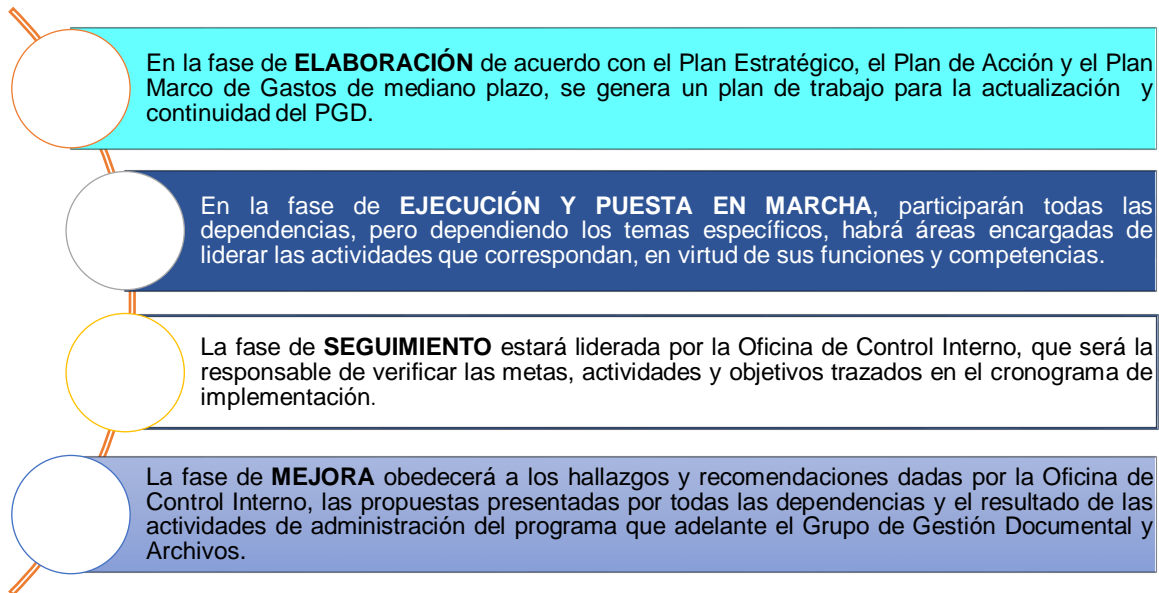 En la fase de ELABORACIÓN de acuerdo con el Plan Estratégico, el Plan de Acción y el Plan
Marco de Gastos de mediano plazo, se genera un plan de trabajo para la actualización y
continuidad del PGD.
En la fase de EJECUCIÓN Y PUESTA EN MARCHA, participarán todas las
dependencias, pero dependiendo los temas específicos, habrá áreas encargadas de
liderar las actividades que correspondan, en virtud de sus funciones y competencias.
La fase de SEGUIMIENTO estará liderada por la Oficina de Control Interno, que será la
responsable de verificar las metas, actividades y objetivos trazados en el cronograma de
implementación.
La fase de MEJORA obedecerá a los hallazgos y recomendaciones dadas por la Oficina de
Control Interno, las propuestas presentadas por todas las dependencias y el resultado de las
actividades de administración del programa que adelante el Grupo de Gestión Documental y
Archivos.